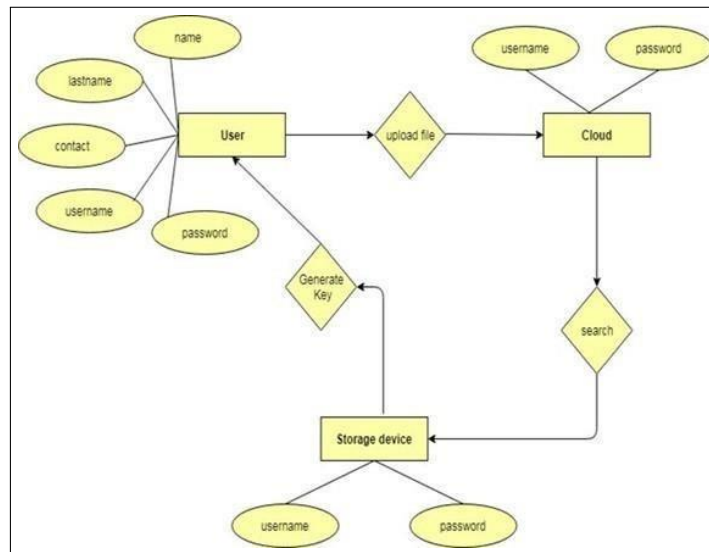 name
username
password
lastname
User
upload file
Cloud
contact
username
password
Generate
Key
search
Storage device
username
password